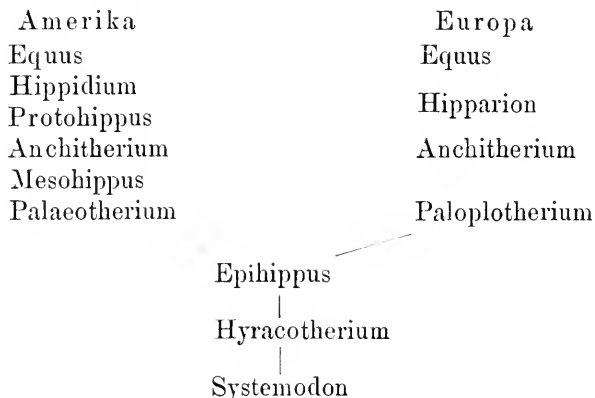 Amerika
Equus
Hippidium
Protohippus
Anchitherium
Mesohippus
Palaeotherium
Europa
Equus
Hipparion
Anchitherium
Paloplotherium
Epihippus
Hyracotherium
Systemodon